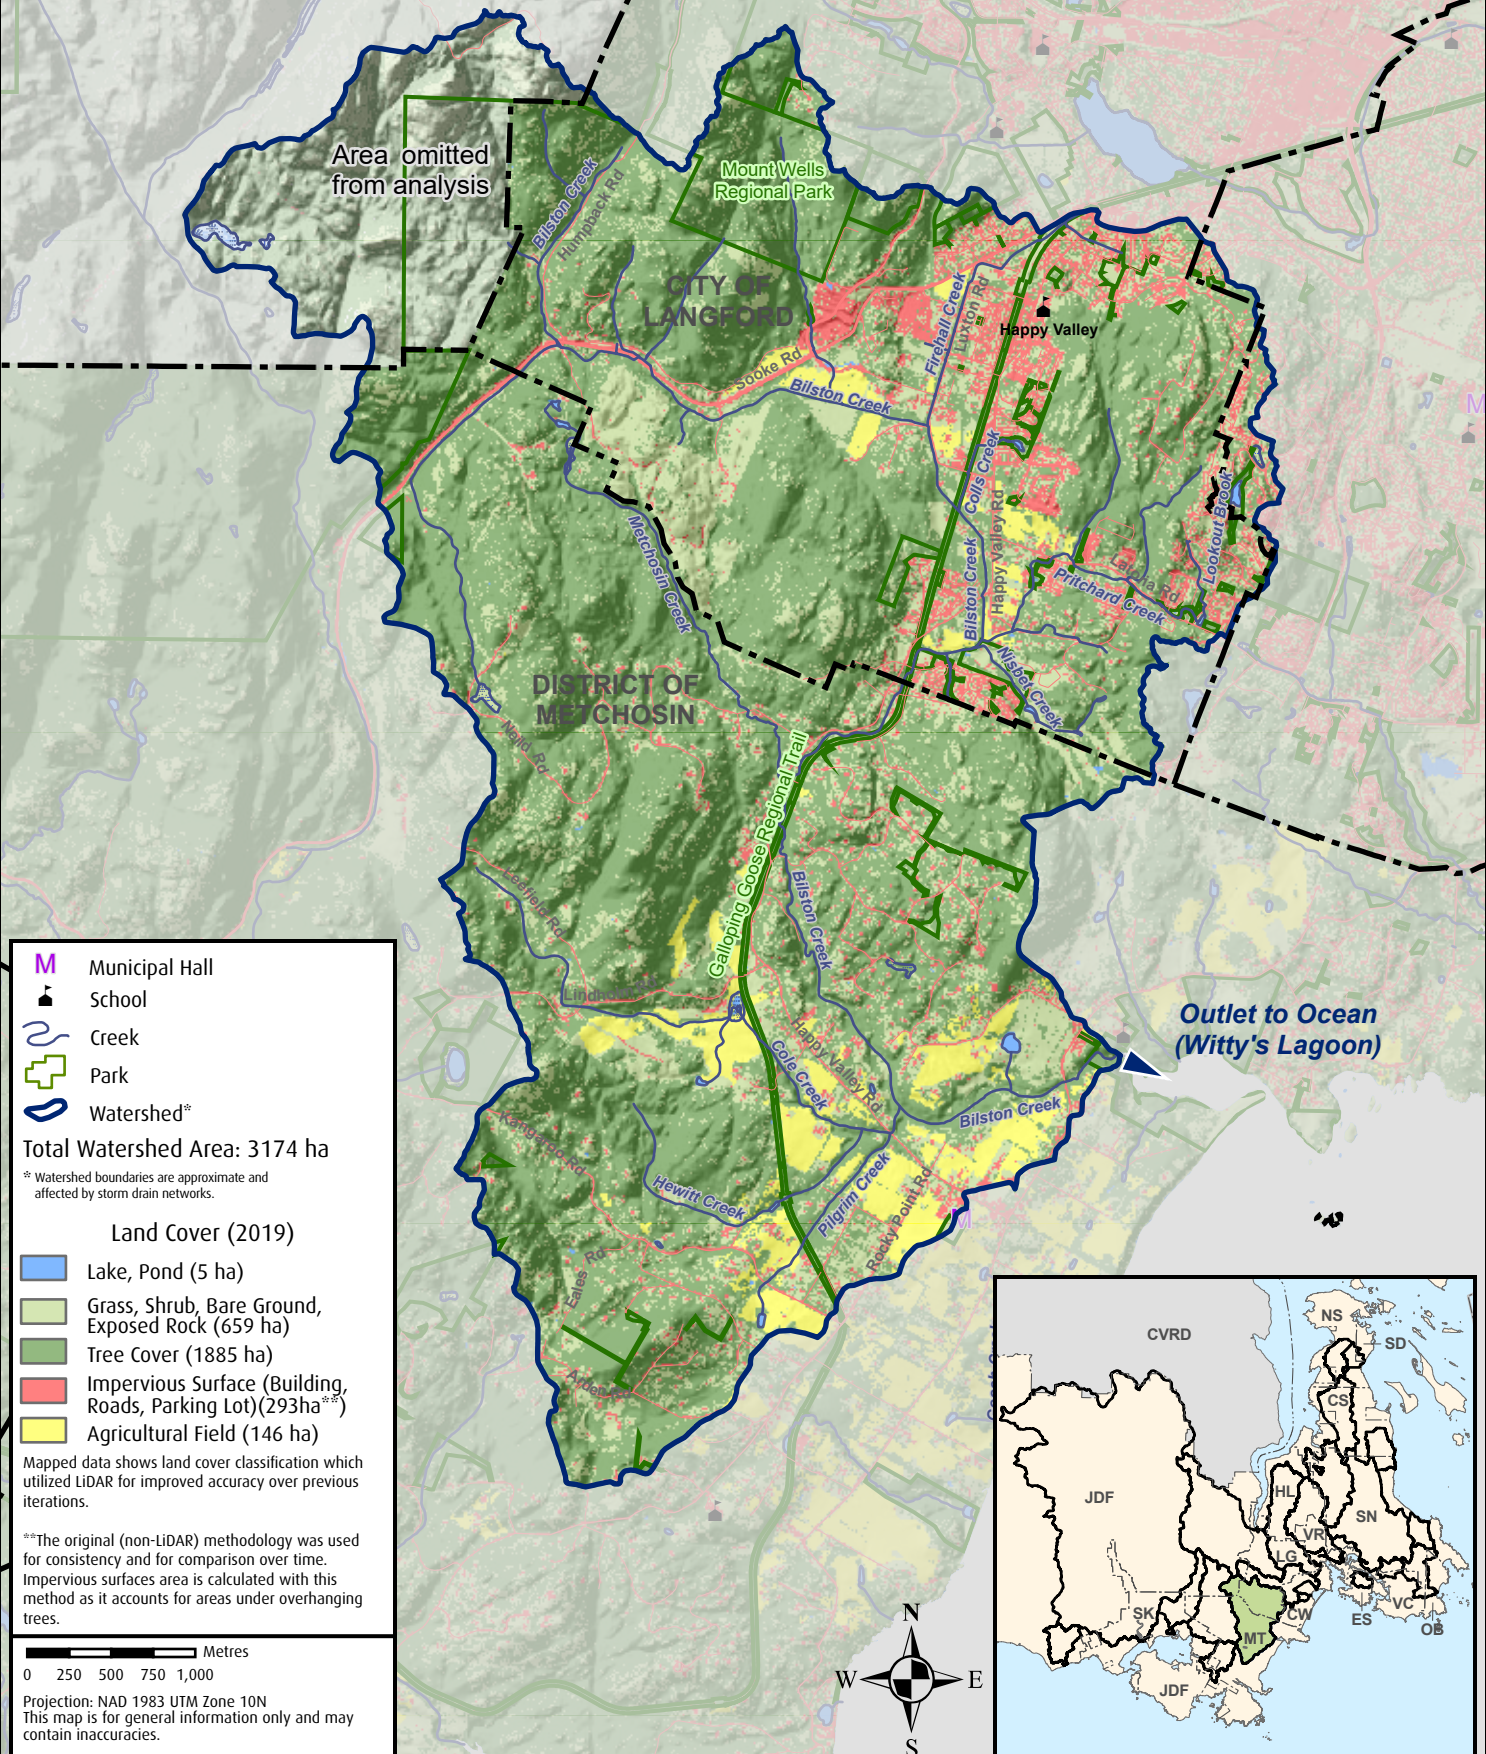 Area omitted
from analysis
Mount Wells
Regional Park
Bilston Creek
Humpback Rd
CITY OF
LANGFORD
Firehall Creek
Luxton Rd
Happy Valley
Sooke Rd
Bilston Creek
Colls Creek
Metchosin Creek
Bilston Creek
Happy Valley Rd
Lookout Brook
Latoria Rd
Pritchard Creek
Nisbet Creek
DISTRICT OF
METCHOSIN
Neild Rd
Galloping Goose Regional Trail
Leefield Rd
Bilston Creek
Lindholm Rd
Happy Valley Rd
Cole Creek
Bilston Creek
Outlet to Ocean
(Witty's Lagoon)
Kangaroo Rd
Hewitt Creek
Pilgrim Creek
Rocky Point Rd
M
M
Eales Rd
Arden Rd
M Municipal Hall
School
Creek
Park
Watershed*
Total Watershed Area: 3174 ha
* Watershed boundaries are approximate and
affected by storm drain networks.
Land Cover (2019)
Lake, Pond (5 ha)
Grass, Shrub, Bare Ground,
Exposed Rock (659 ha)
Tree Cover (1885 ha)
Impervious Surface (Building,
Roads, Parking Lot)(293ha**)
Agricultural Field (146 ha)
Mapped data shows land cover classification which
utilized LiDAR for improved accuracy over previous
iterations.
**The original (non-LiDAR) methodology was used
for consistency and for comparison over time.
Impervious surfaces area is calculated with this
method as it accounts for areas under overhanging
trees.
Metres
0 250 500 750 1,000
Projection: NAD 1983 UTM Zone 10N
This map is for general information only and may
contain inaccuracies.
N
W E
S
CVRD
NS
SD
CS
JDF
HL
SN
VR
LG
SK
CW
ES
VC
OB
MT
JDF